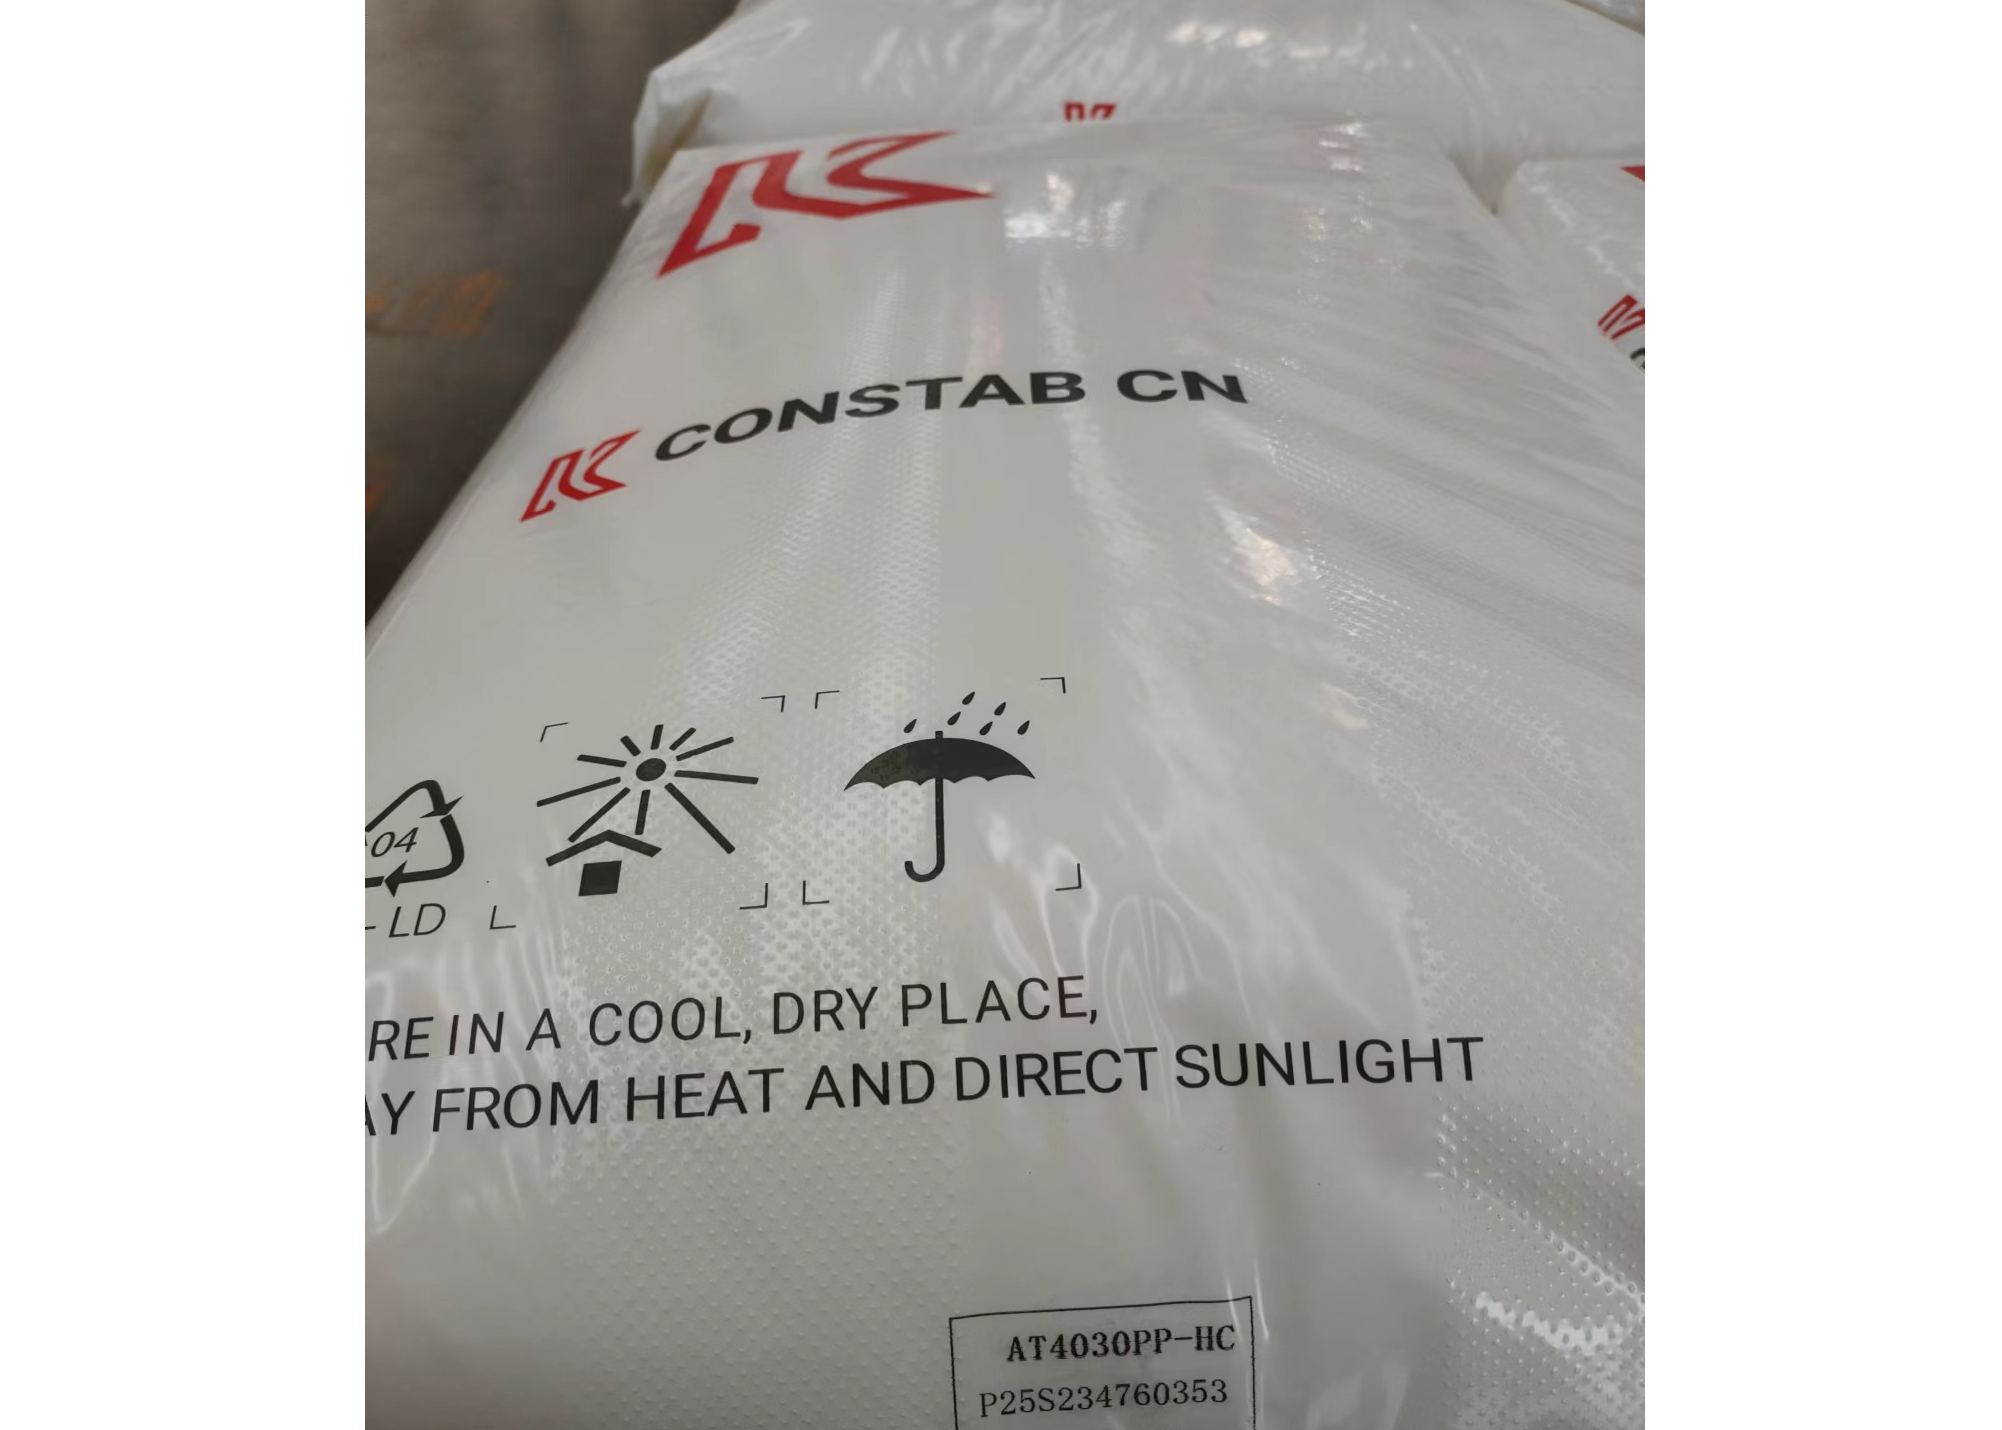 CONSTAB CN
04
-LD
RE IN A COOL, DRY PLACE,
AY FROM HEAT AND DIRECT SUNLIGHT
AT4030PP-HC
P25S234760353